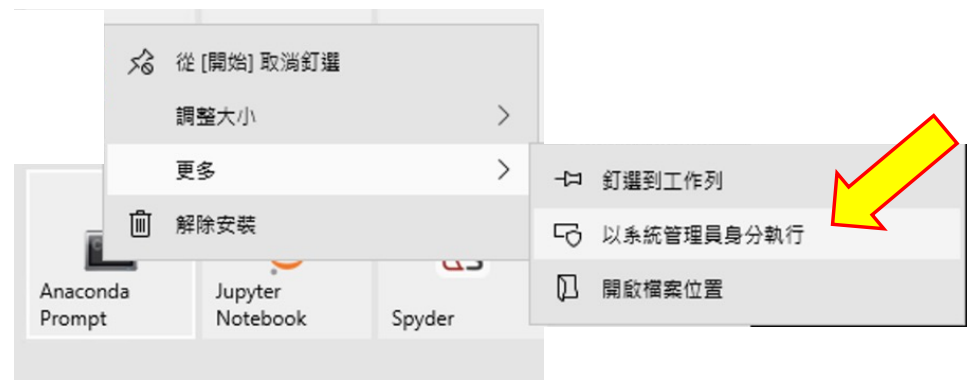 從 [開始] 取消釘選
調整大小
更多
解除安裝
釘選到工作列
以系統管理員身分執行
開啟檔案位置
Anaconda
Prompt
Jupyter
Notebook
Spyder